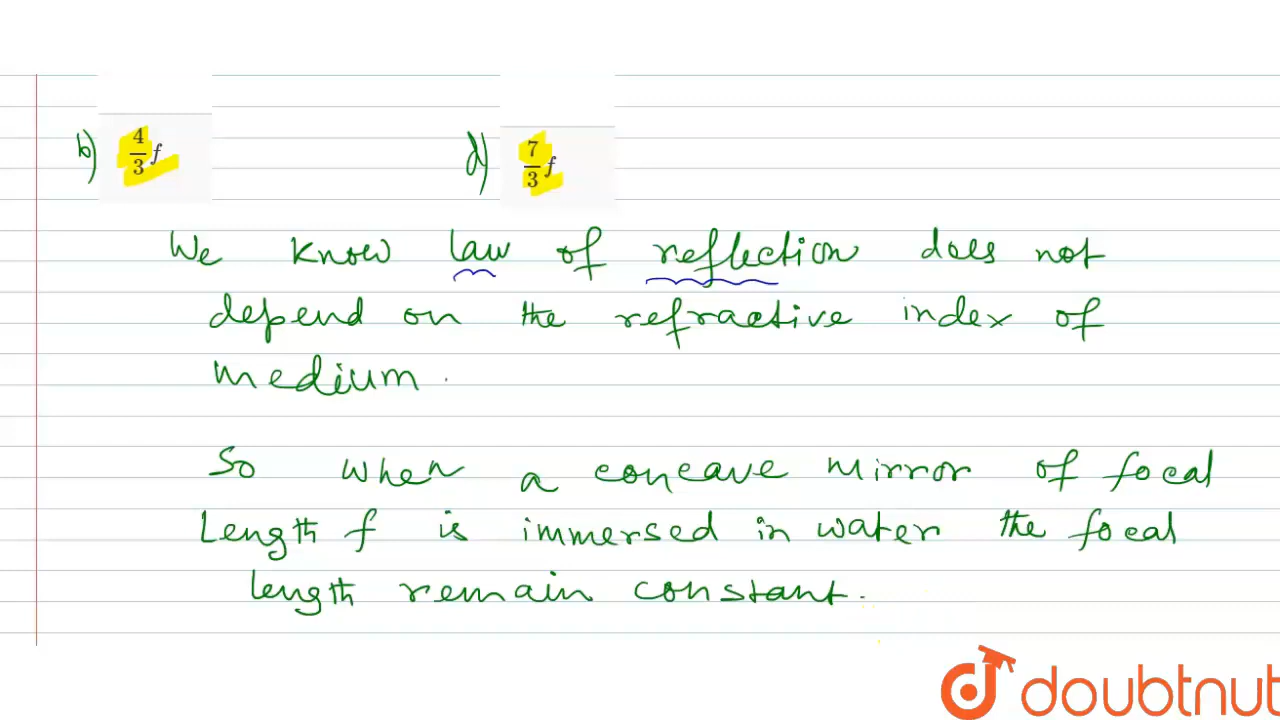 b) 4/3 f d) 7/3 f
We know law of reflection does not
depend on the refractive index of
medium.
So when a concave mirror of focal
Length f is immersed in water the focal
length remain constant.
doubtnut